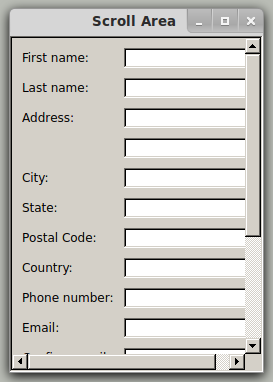 Scroll Area
First name:
Last name:
Address:
City:
State:
Postal Code:
Country:
Phone number:
Email: